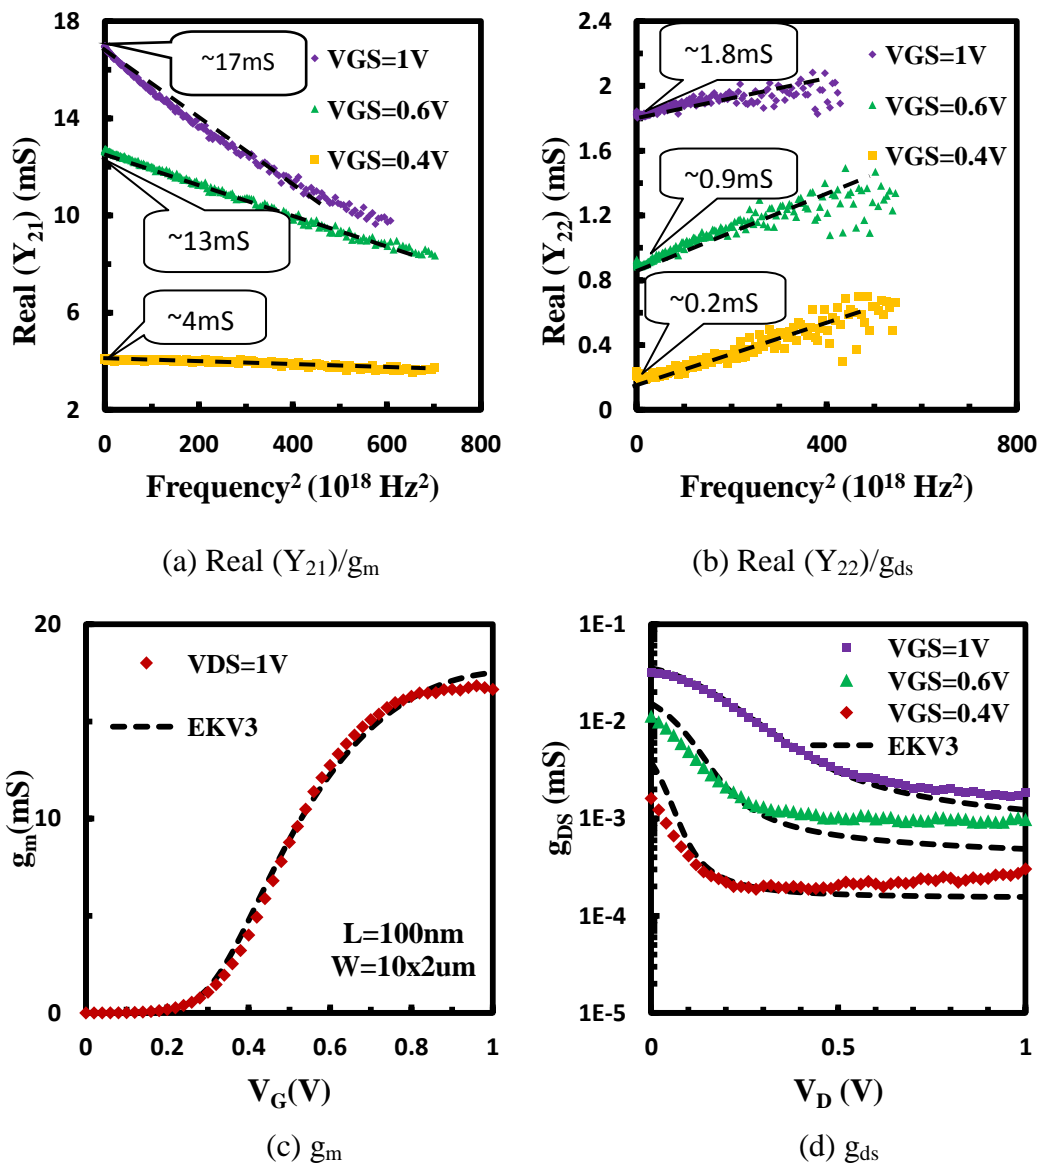 18
14
10
6
2
Real (Y21) (mS)
~17mS
~13mS
~4mS
VGS=1V
VGS=0.6V
VGS=0.4V
0 200 400 600 800
Frequency² (10¹⁸ Hz²)
(a) Real (Y₂₁)/gₘ
2.4
2
1.6
1.2
0.8
0.4
0
Real (Y₂₂) (mS)
~1.8mS
~0.9mS
~0.2mS
VGS=1V
VGS=0.6V
VGS=0.4V
0 400 800
Frequency² (10¹⁸ Hz²)
(b) Real (Y₂₂)/g_ds
20
10
0
gₘ(mS)
VDS=1V
EKV3
L=100nm
W=10x2um
0 0.2 0.4 0.6 0.8 1
V_G(V)
(c) gₘ
1E-1
1E-2
1E-3
1E-4
1E-5
g_DS (mS)
VGS=1V
VGS=0.6V
VGS=0.4V
EKV3
0 0.5 1
V_D (V)
(d) g_ds